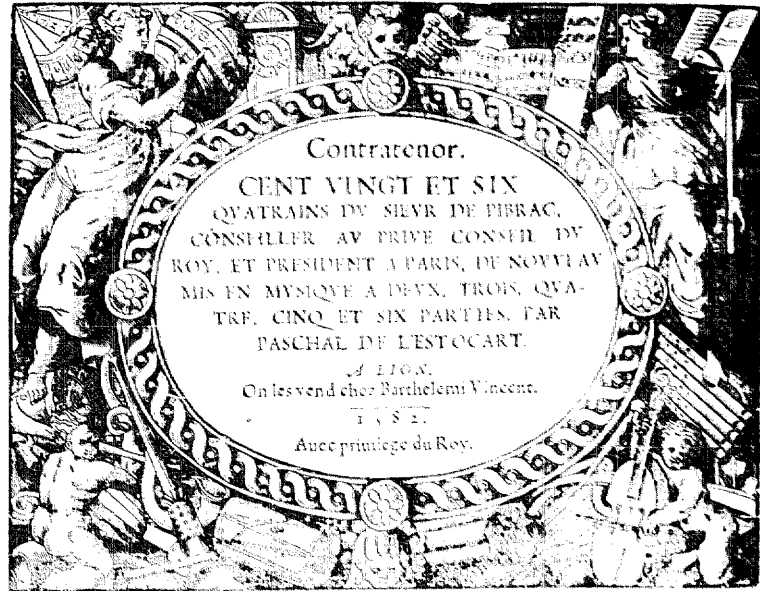 Contratenor.
CENT VINGT ET SIX
QVATRAINS DV SIEVR DE PIBRAC,
CONSEILLER AV PRIVE CONSEIL DV
ROY, ET PRESIDENT A PARIS, DE NOVVEAV
MIS EN MVSIQVE A DEVX, TROIS, QVA-
TRE, CINQ ET SIX PARTIES, PAR
PASCHAL DE L'ESTOCART.
A LION,
On les vend chez Barthelemi Vincent.
1582.
Auec priuilege du Roy.